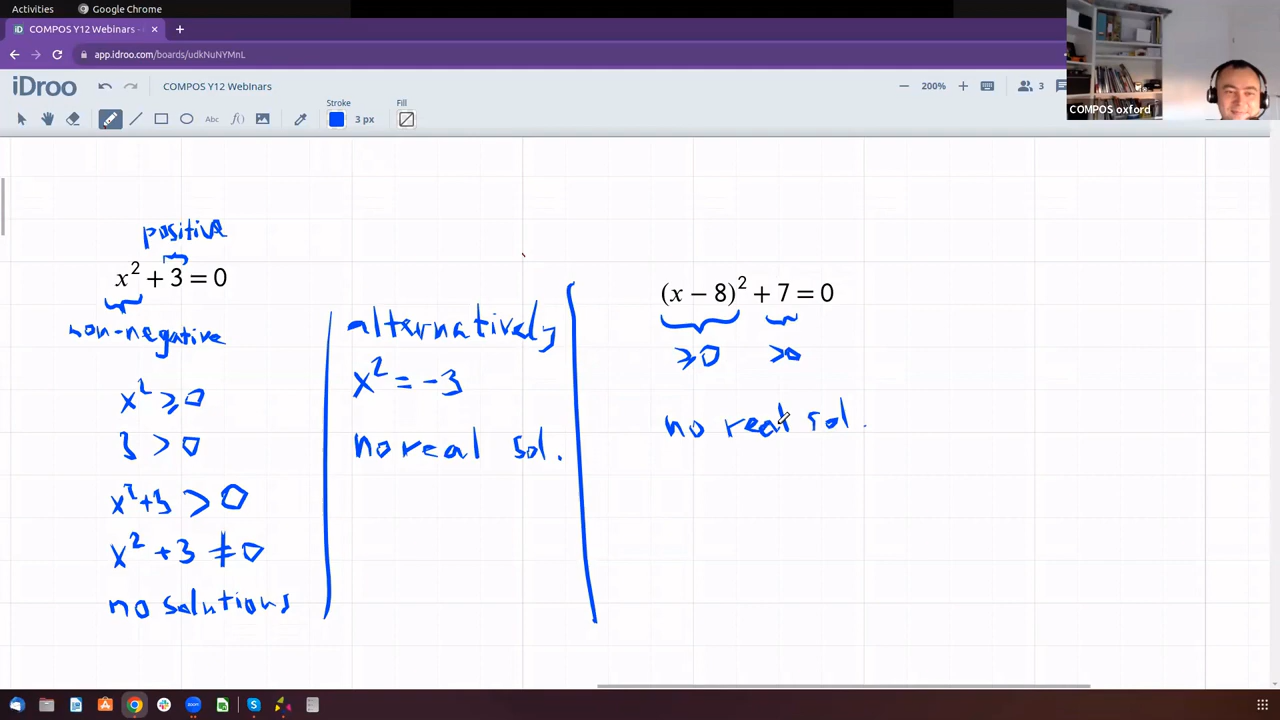 Activities
Google Chrome
COMPOS Y12 Webinars -
app.idroo.com/boards/udkNuNYMnL
iDroo
COMPOS Y12 Webinars
200%
3
COMPOS oxford
Stroke
Fill
Abc
f()
3 px
positive
x² + 3 = 0
non-negative
x² ⩾ 0
3 > 0
x²+3 > 0
x² + 3 ≠ 0
no solutions
alternatively
x² = -3
no real sol.
(x − 8)² + 7 = 0
⩾0 >0
no real sol.